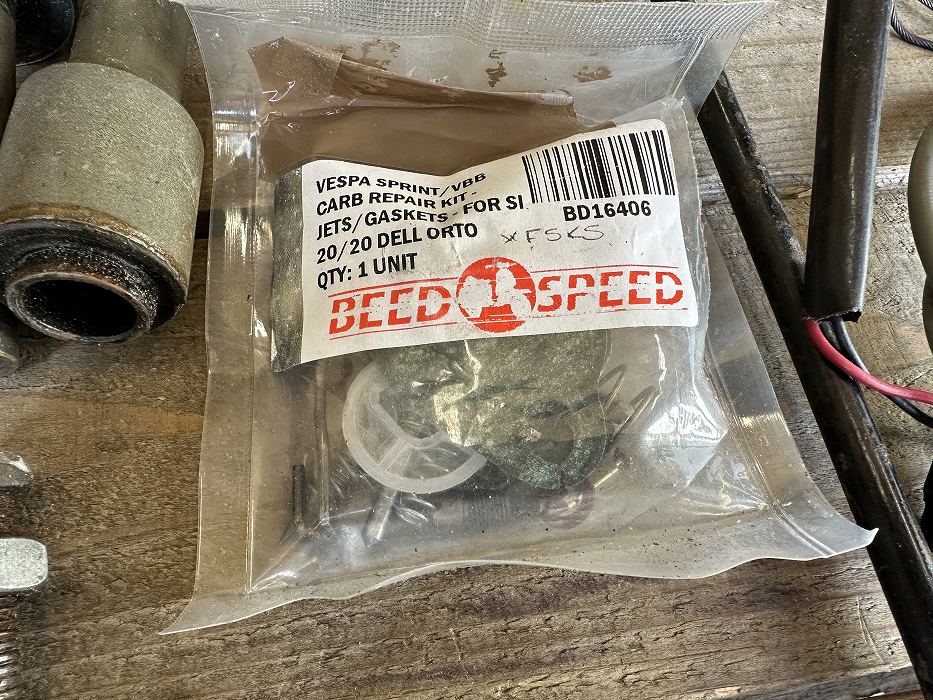 VESPA SPRINT/VBB
CARB REPAIR KIT -
JETS/GASKETS - FOR SI
20/20 DELL ORTO
QTY: 1 UNIT
BD16406
BEED SPEED